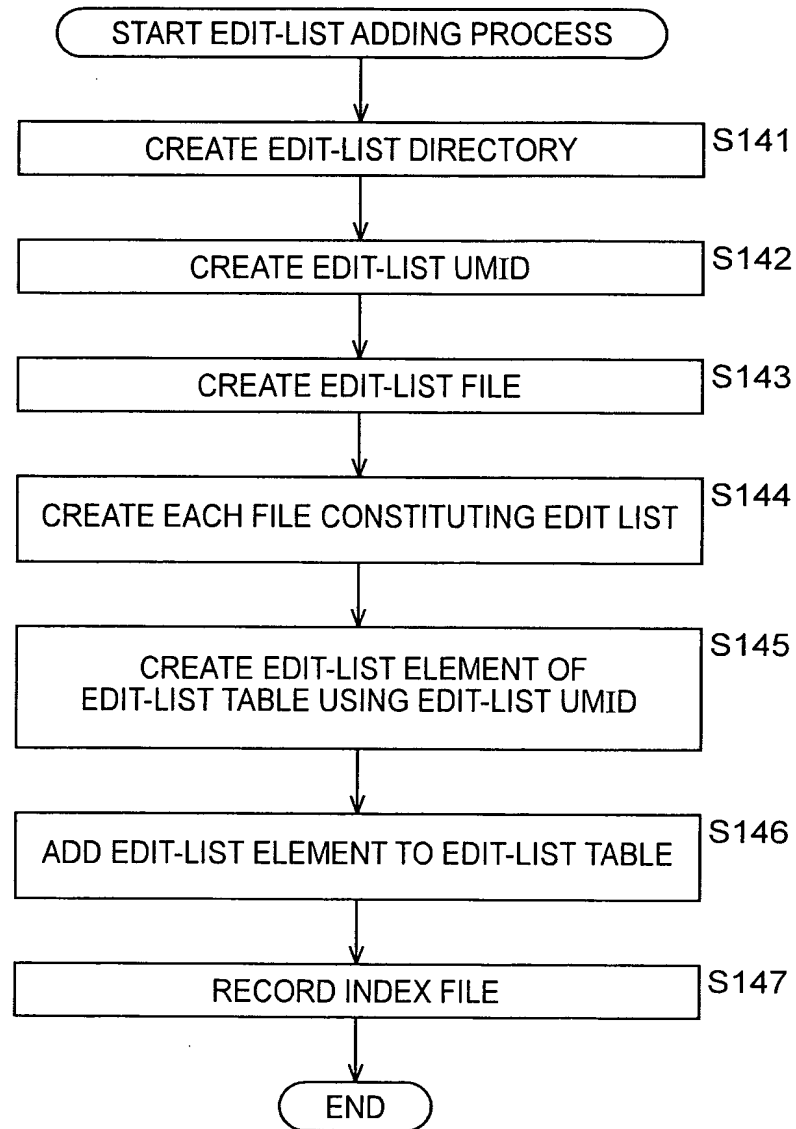 START EDIT-LIST ADDING PROCESS
CREATE EDIT-LIST DIRECTORY
S141
CREATE EDIT-LIST UMID
S142
CREATE EDIT-LIST FILE
S143
CREATE EACH FILE CONSTITUTING EDIT LIST
S144
CREATE EDIT-LIST ELEMENT OF
EDIT-LIST TABLE USING EDIT-LIST UMID
S145
ADD EDIT-LIST ELEMENT TO EDIT-LIST TABLE
S146
RECORD INDEX FILE
S147
END